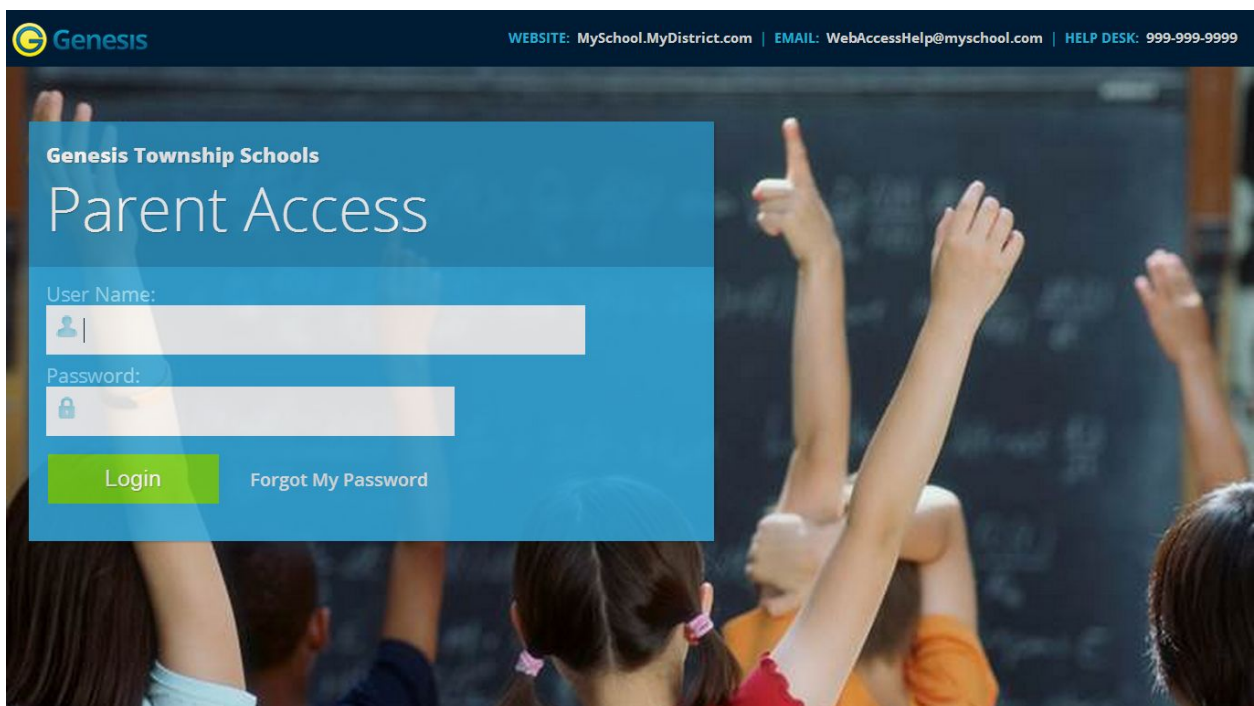 Genesis
WEBSITE: MySchool.MyDistrict.com | EMAIL: WebAccessHelp@myschool.com | HELP DESK: 999-999-9999
Genesis Township Schools
Parent Access
User Name:
Password:
Login
Forgot My Password